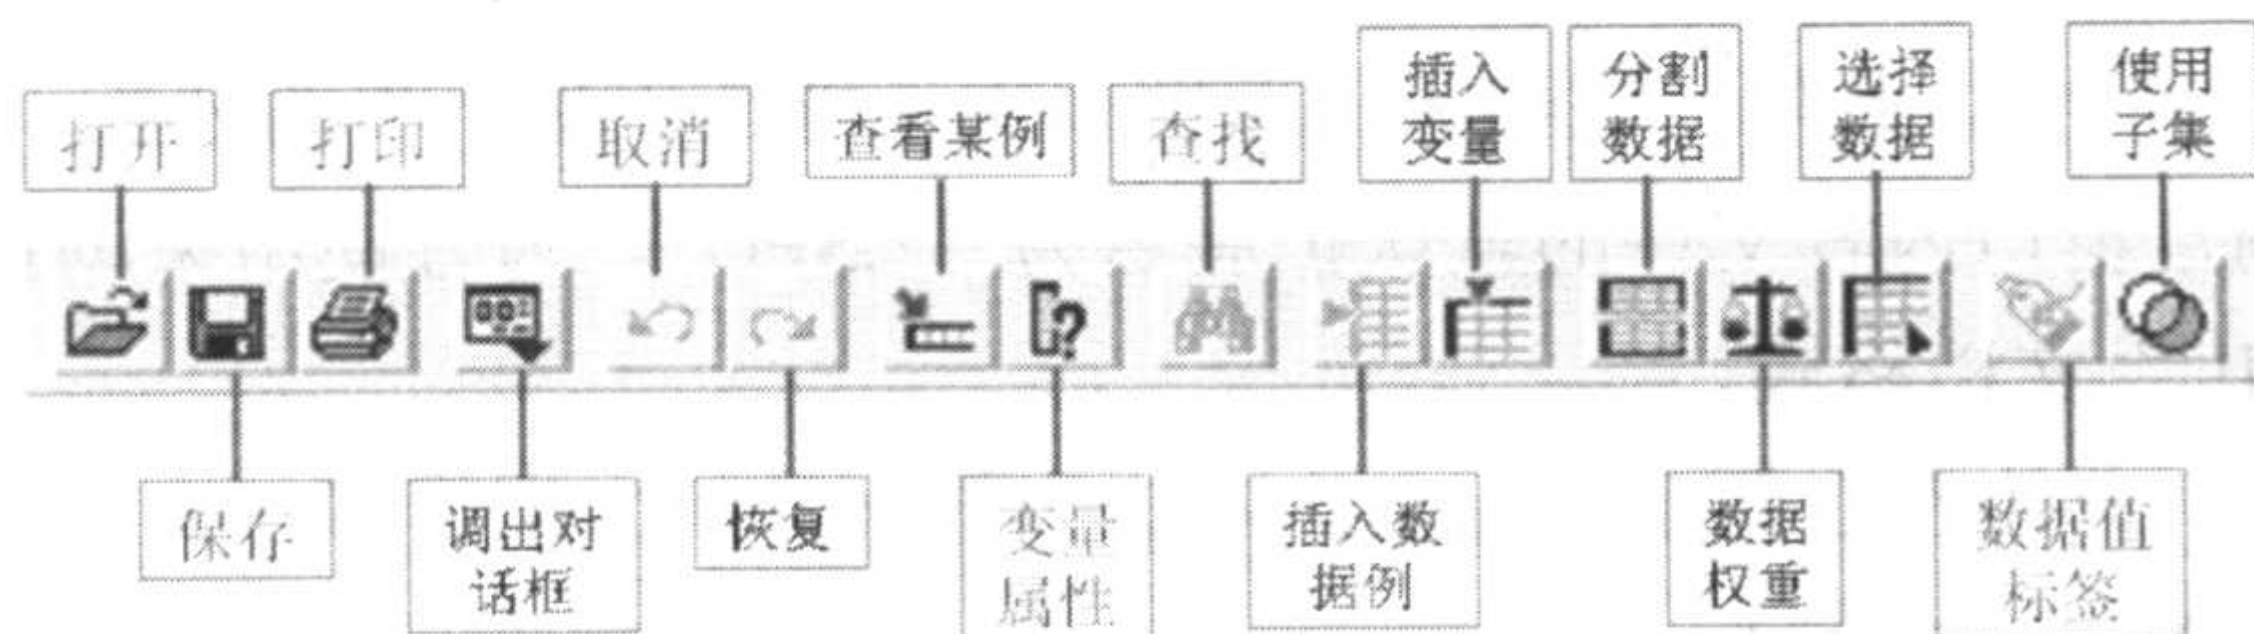 打开
打印
取消
查看某例
查找
插入
变量
分割
数据
选择
数据
使用
子集
保存
调出对
话框
恢复
变量
属性
插入数
据例
数据
权重
数据值
标签